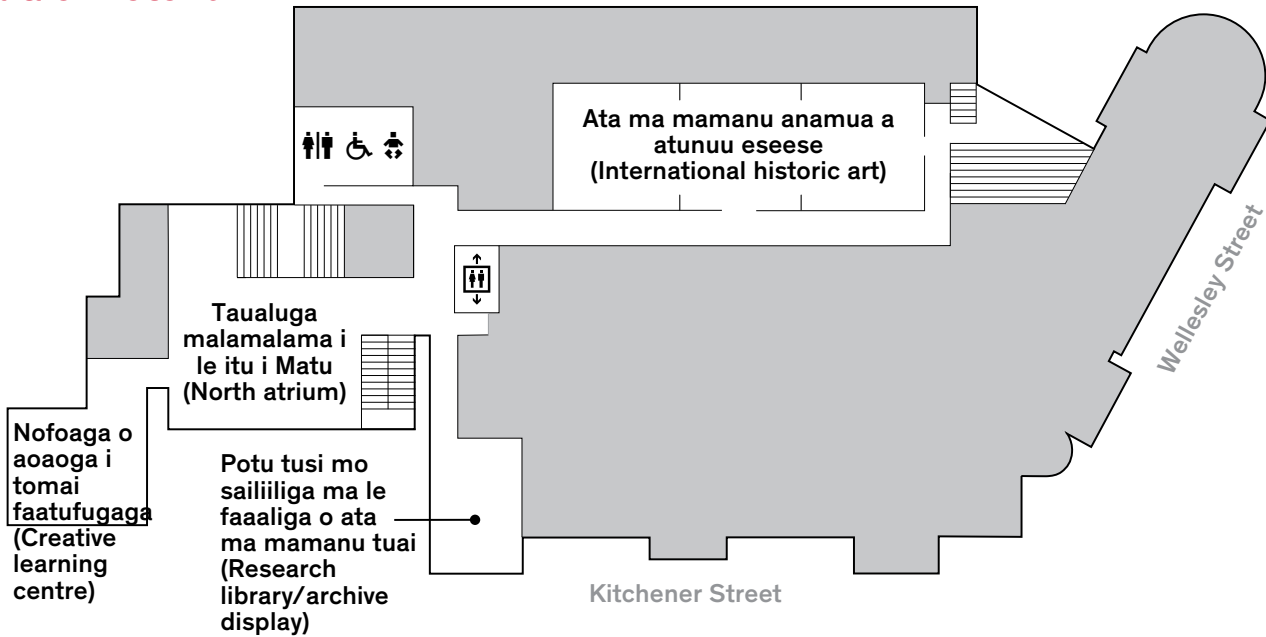 Ata ma mamanu anamua a
atunuu eseese
(International historic art)
Taualuga
malamalama i
le itu i Matu
(North atrium)
Nofoaga o
aoaoga i
tomai
faatufugaga
(Creative
learning
centre)
Potu tusi mo
sailiiliga ma le
faaaliga o ata
ma mamanu tuai
(Research
library/archive
display)
Wellesley Street
Kitchener Street